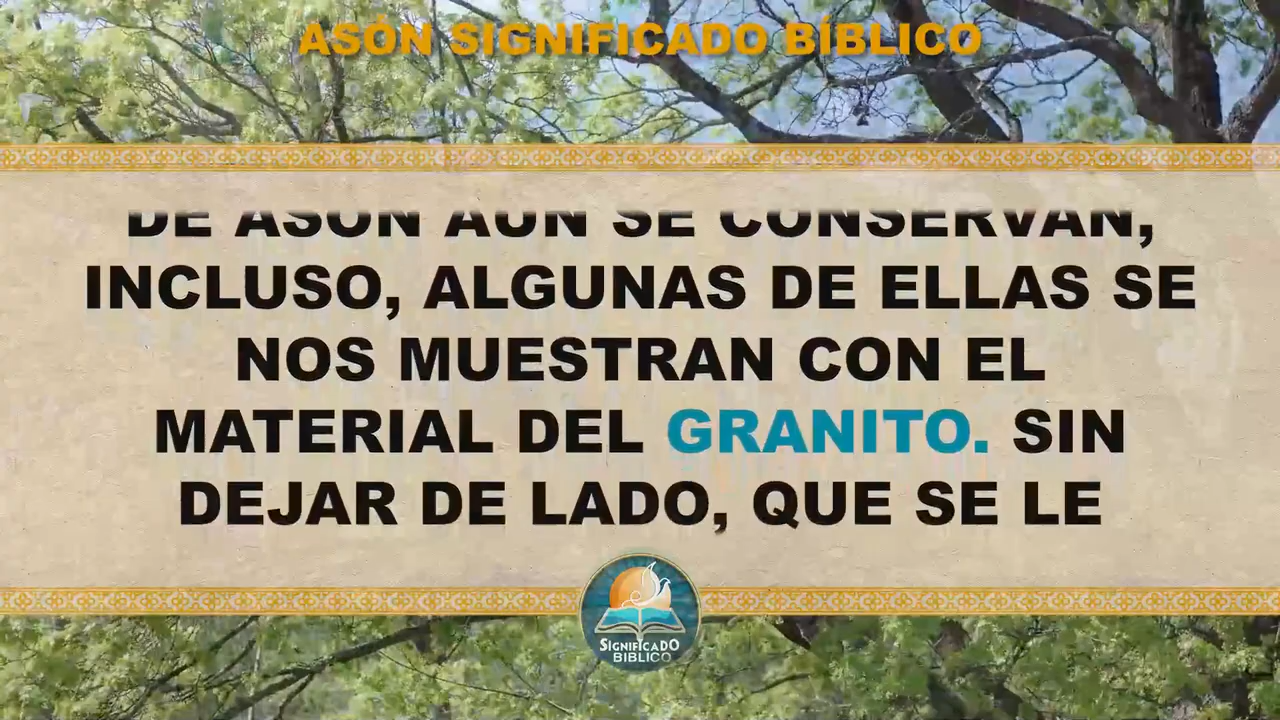 ASÓN SIGNIFICADO BÍBLICO
DE ASÓN AÚN SE CONSERVAN,
INCLUSO, ALGUNAS DE ELLAS SE
NOS MUESTRAN CON EL
MATERIAL DEL GRANITO. SIN
DEJAR DE LADO, QUE SE LE
SIGNIFICADO
BIBLICO